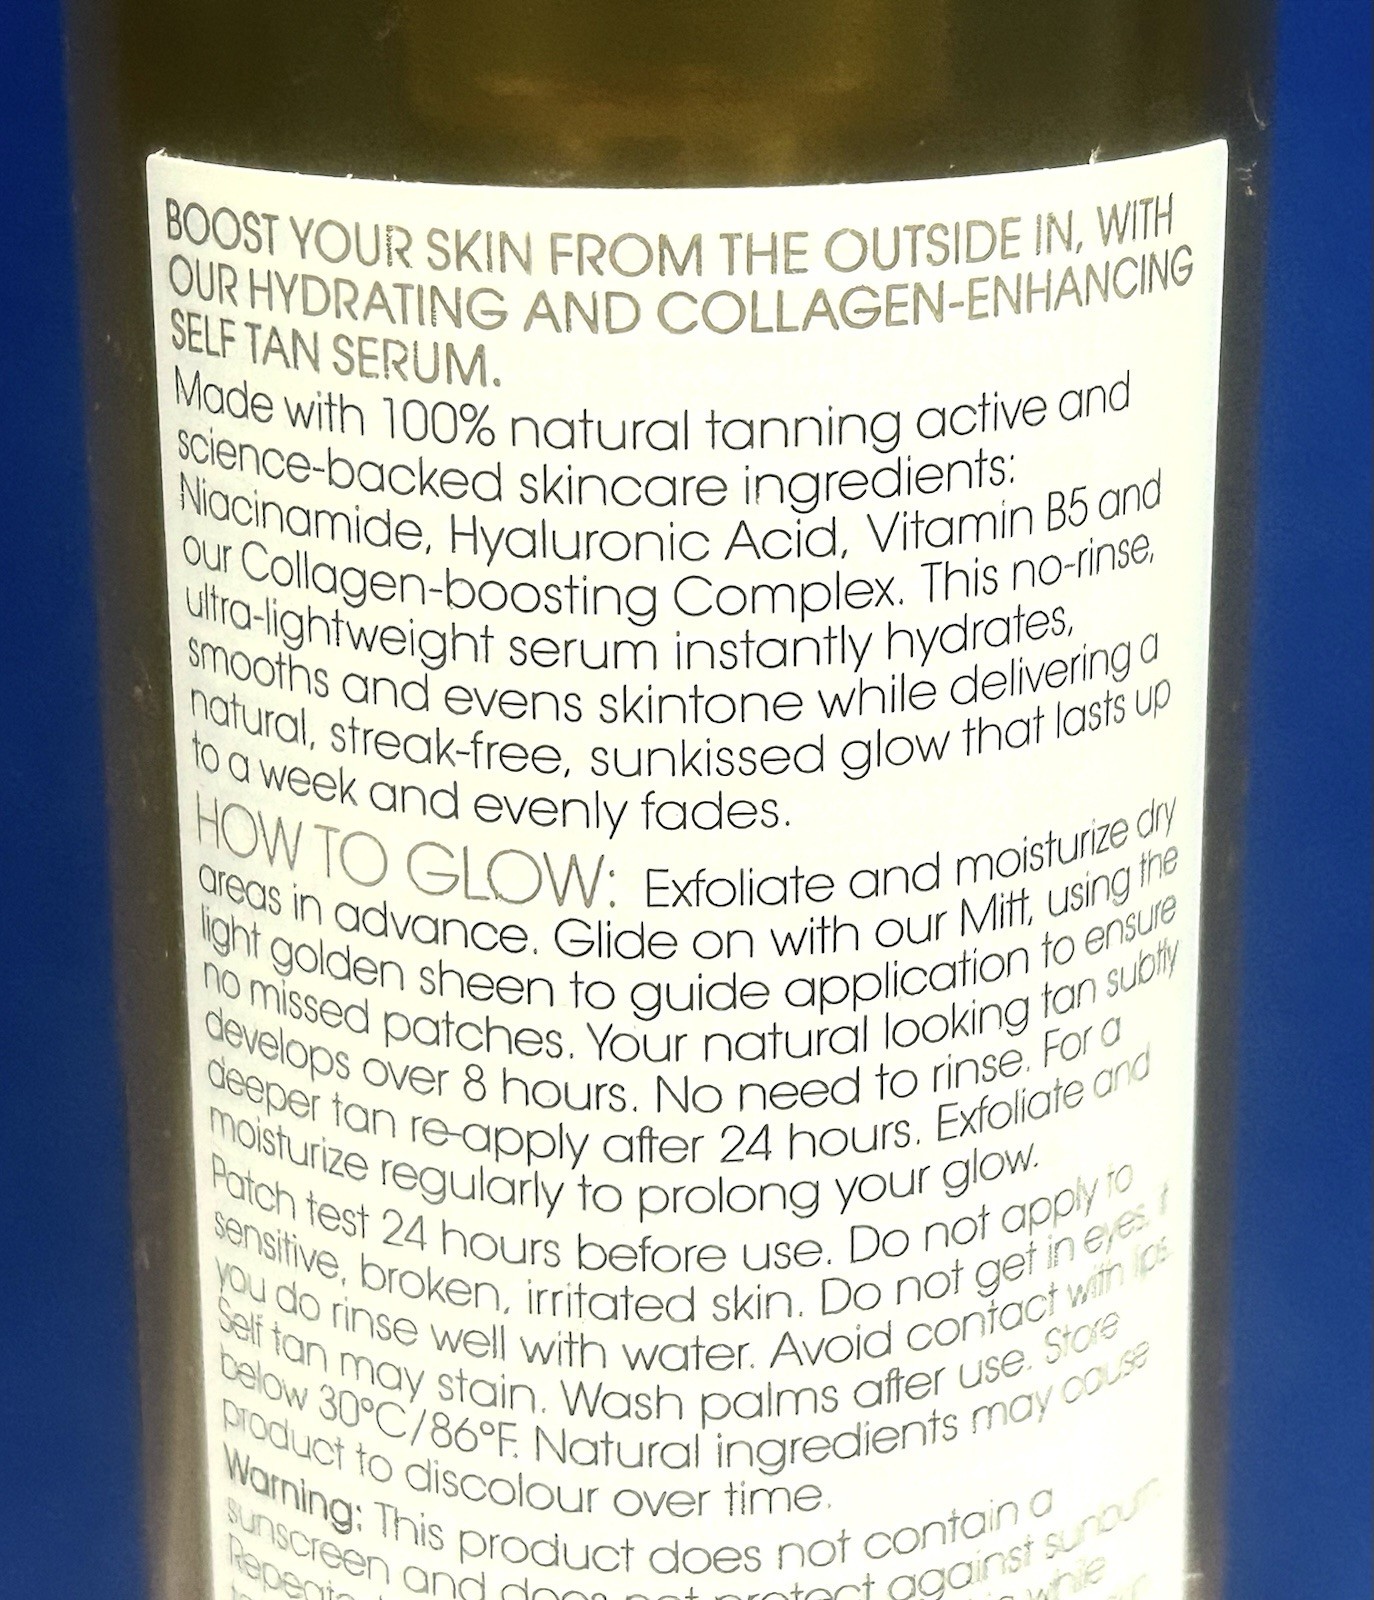 BOOST YOUR SKIN FROM THE OUTSIDE IN, WITH
OUR HYDRATING AND COLLAGEN-ENHANCING
SELF TAN SERUM.
Made with 100% natural tanning active and
science-backed skincare ingredients:
Niacinamide, Hyaluronic Acid, Vitamin B5 and
our Collagen-boosting Complex. This no-rinse,
ultra-lightweight serum instantly hydrates,
smooths and evens skintone while delivering a
natural, streak-free, sunkissed glow that lasts up
to a week and evenly fades.
HOW TO GLOW: Exfoliate and moisturize dry
areas in advance. Glide on with our Mitt, using the
light golden sheen to guide application to ensure
no missed patches. Your natural looking tan subtly
develops over 8 hours. No need to rinse. For a
deeper tan re-apply after 24 hours. Exfoliate and
moisturize regularly to prolong your glow.
Patch test 24 hours before use. Do not apply to
sensitive, broken, irritated skin. Do not get in eyes, if
you do rinse well with water. Avoid contact with lips.
Self tan may stain. Wash palms after use. Store
below 30°C/86°F. Natural ingredients may cause
product to discolour over time.
Warning: This product does not contain a
sunscreen and does not protect against sunburn
while